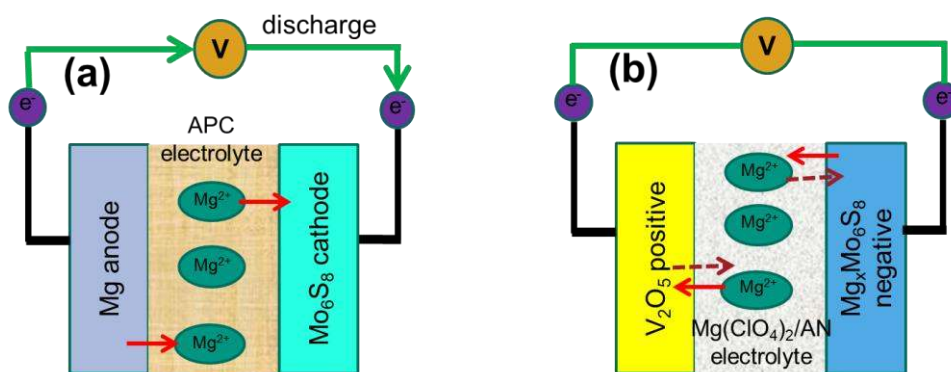 (a)
V
discharge
e-
e-
APC
electrolyte
Mg anode
Mg2+
Mg2+
Mg2+
Mo6S8 cathode
(b)
V
e-
e-
V2O5 positive
Mg2+
Mg2+
Mg2+
Mg(ClO4)2/AN
electrolyte
MgxMo6S8
negative